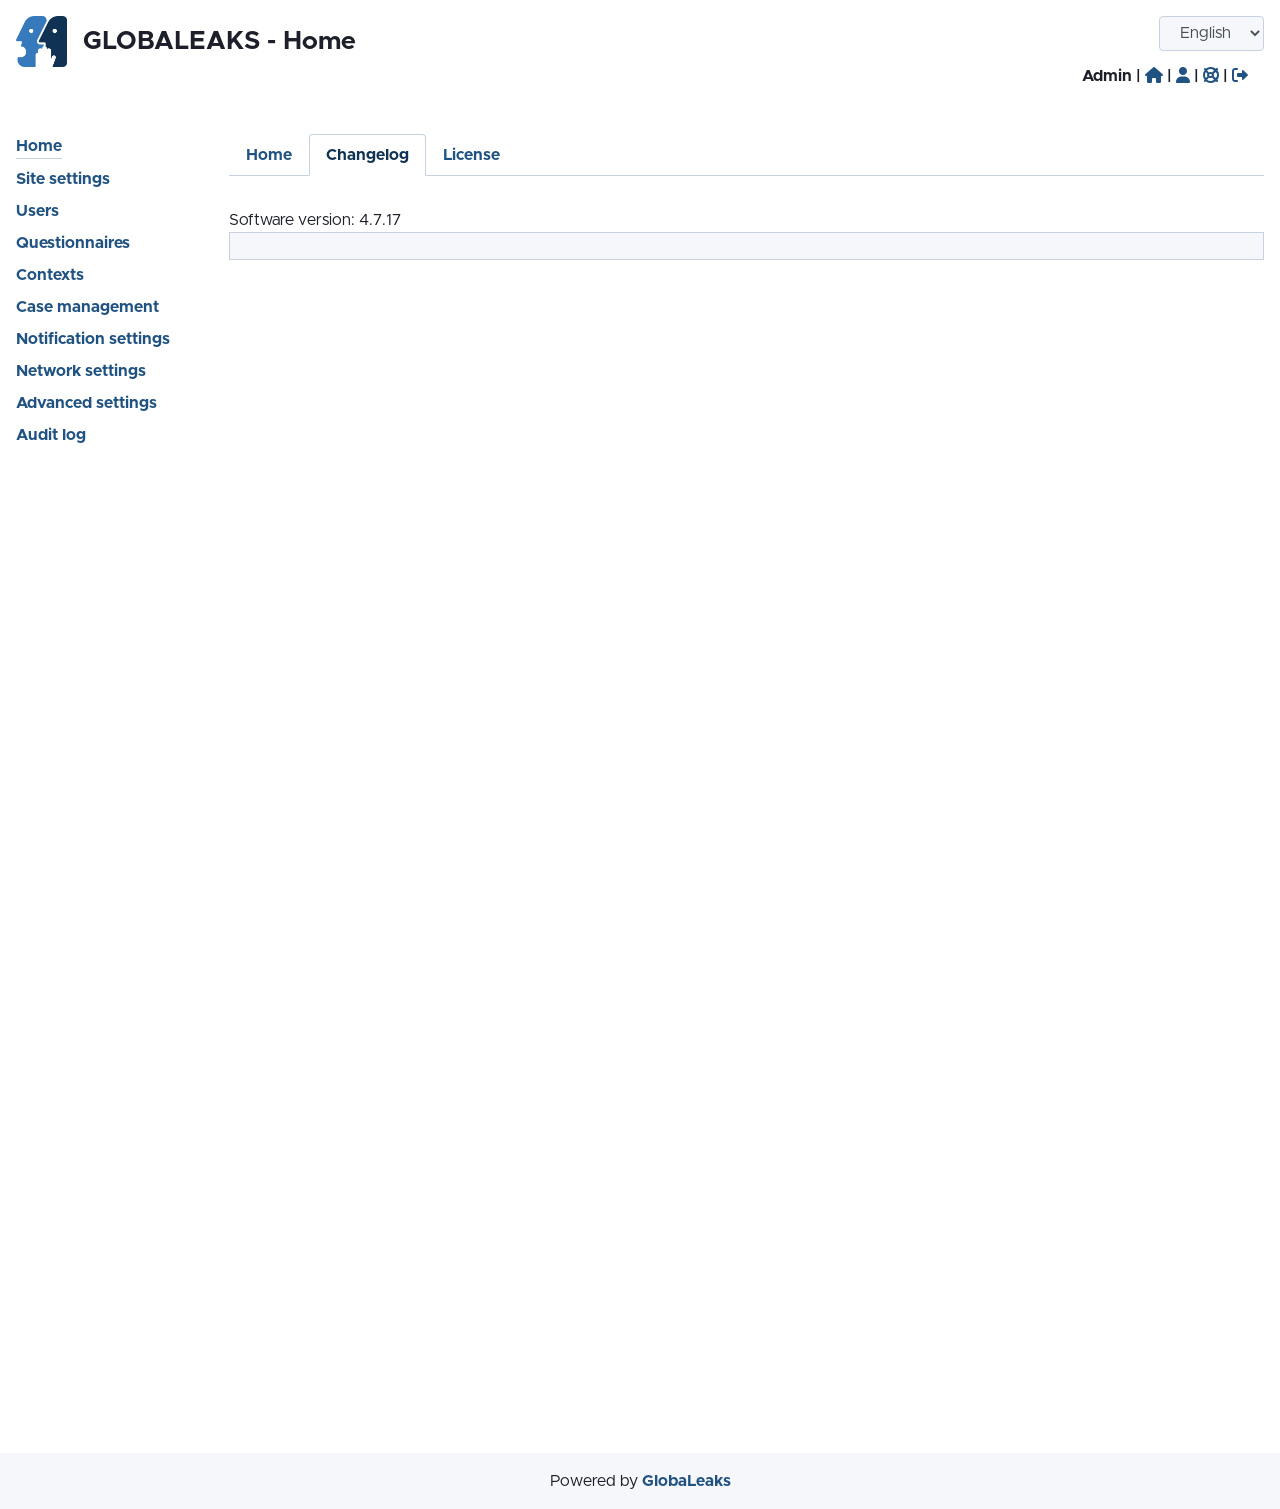 GLOBALEAKS - Home
English
Admin | | | |
Home
Site settings
Users
Questionnaires
Contexts
Case management
Notification settings
Network settings
Advanced settings
Audit log
Home Changelog License
Software version: 4.7.17
Powered by GlobaLeaks